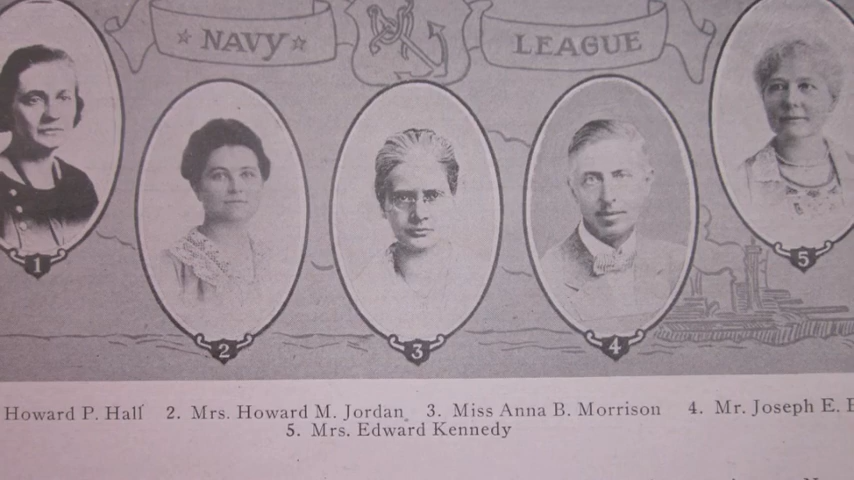 NAVY LEAGUE
1
2
3
4
5
Howard P. Hall 2. Mrs. Howard M. Jordan 3. Miss Anna B. Morrison 4. Mr. Joseph E.
5. Mrs. Edward Kennedy